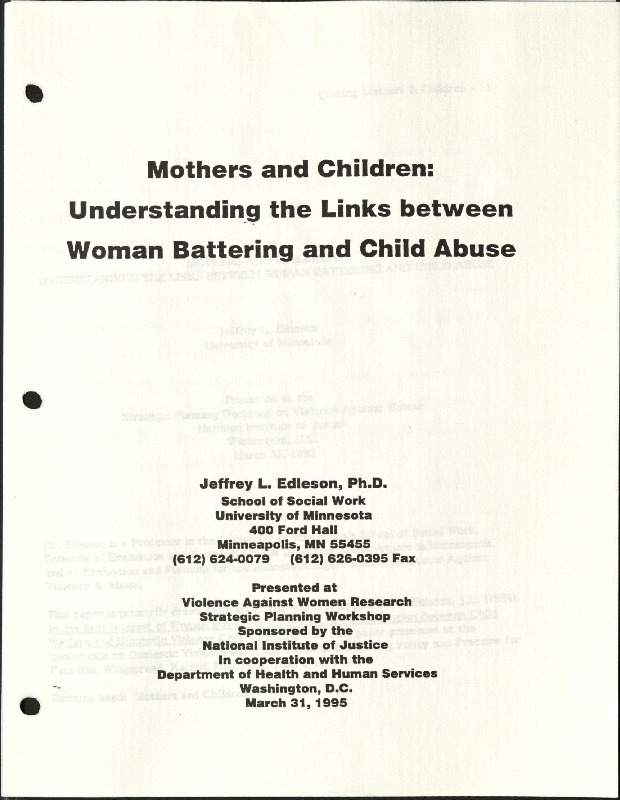 Mothers and Children:
Understanding the Links between
Woman Battering and Child Abuse
Jeffrey L. Edleson, Ph.D.
School of Social Work
University of Minnesota
400 Ford Hall
Minneapolis, MN 55455
(612) 624-0079 (612) 626-0395 Fax
Presented at
Violence Against Women Research
Strategic Planning Workshop
Sponsored by the
National Institute of Justice
In cooperation with the
Department of Health and Human Services
Washington, D.C.
March 31, 1995